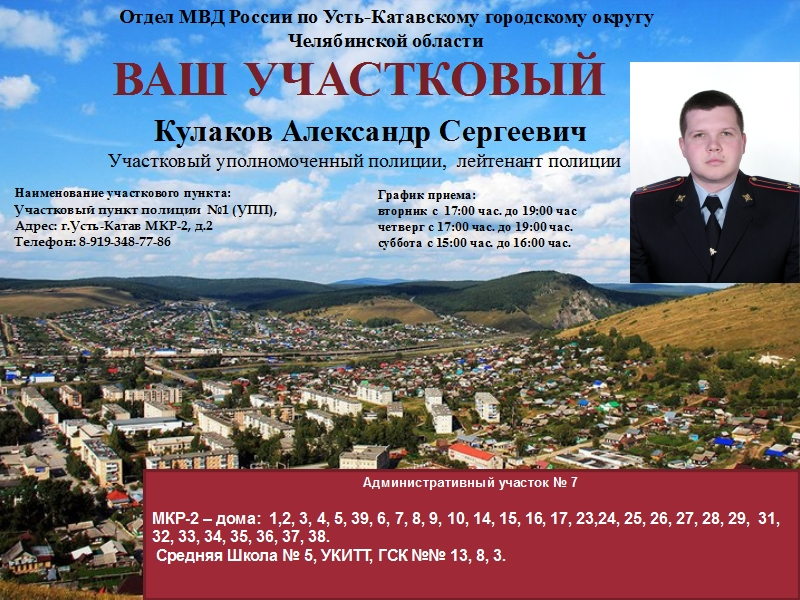 Отдел МВД России по Усть-Катавскому городскому округу
Челябинской области
ВАШ УЧАСТКОВЫЙ
Кулаков Александр Сергеевич
Участковый уполномоченный полиции, лейтенант полиции
Наименование участкового пункта:
Участковый пункт полиции №1 (УПП),
Адрес: г.Усть-Катав МКР-2, д.2
Телефон: 8-919-348-77-86
График приема:
вторник с 17:00 час. до 19:00 час
четверг с 17:00 час. до 19:00 час.
суббота с 15:00 час. до 16:00 час.
Административный участок № 7
МКР-2 – дома: 1,2, 3, 4, 5, 39, 6, 7, 8, 9, 10, 14, 15, 16, 17, 23,24, 25, 26, 27, 28, 29, 31,
32, 33, 34, 35, 36, 37, 38.
Средняя Школа № 5, УКИТТ, ГСК №№ 13, 8, 3.